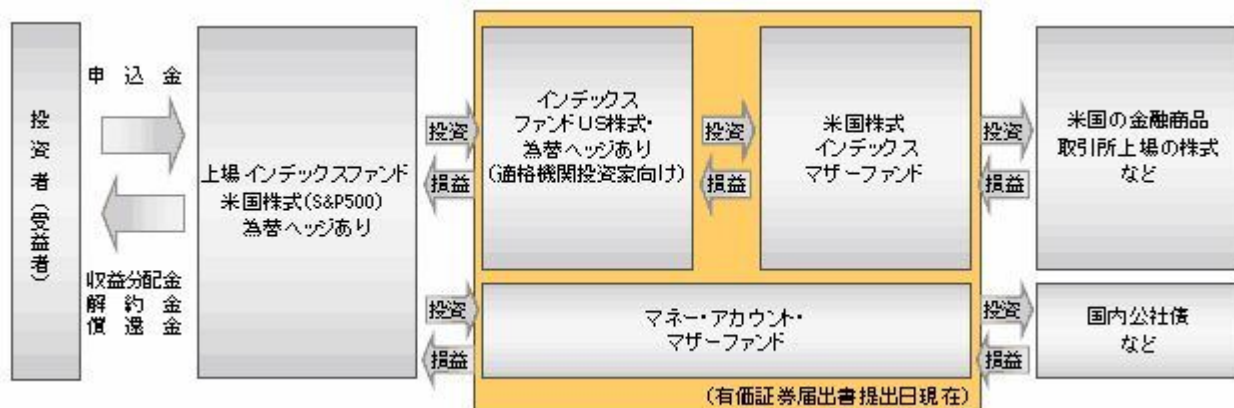 投資者(受益者)
申込金
収益分配金
解約金
償還金
上場インデックスファンド
米国株式(S&P500)
為替ヘッジあり
投資
損益
投資
損益
インデックス
ファンドUS株式・
為替ヘッジあり
(適格機関投資家向け)
投資
損益
米国株式
インデックス
マザーファンド
マネー・アカウント・
マザーファンド
(有価証券届出書提出日現在)
投資
損益
投資
損益
米国の金融商品
取引所上場の株式
など
国内公社債
など